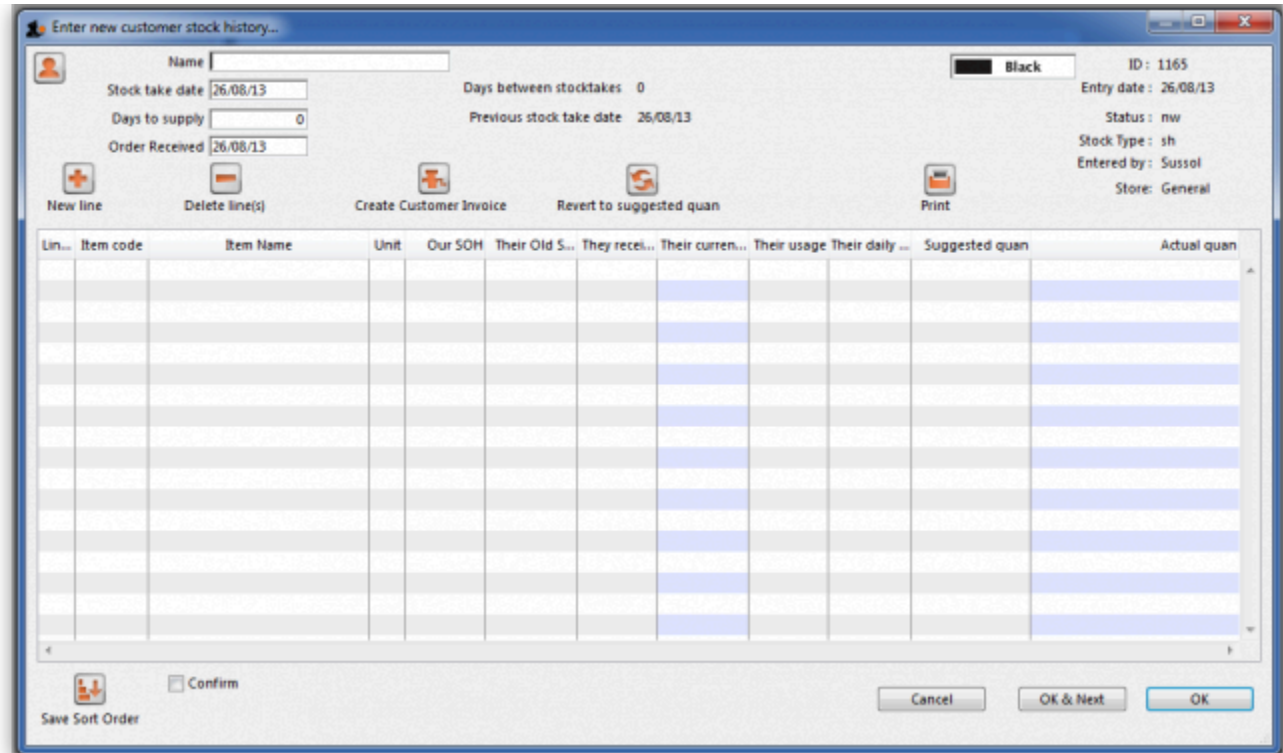 Enter new customer stock history...
Name
Black
ID : 1165
Stock take date 26/08/13
Days between stocktakes 0
Entry date : 26/08/13
Days to supply 0
Previous stock take date 26/08/13
Status : nw
Order Received 26/08/13
Stock Type : sh
Entered by : Sussol
Store: General
New line
Delete line(s)
Create Customer Invoice
Revert to suggested quan
Print
Lin... Item code Item Name Unit Our SOH Their Old S... They recei... Their curren... Their usage Their daily ... Suggested quan Actual quan
Confirm
Save Sort Order
Cancel OK & Next OK